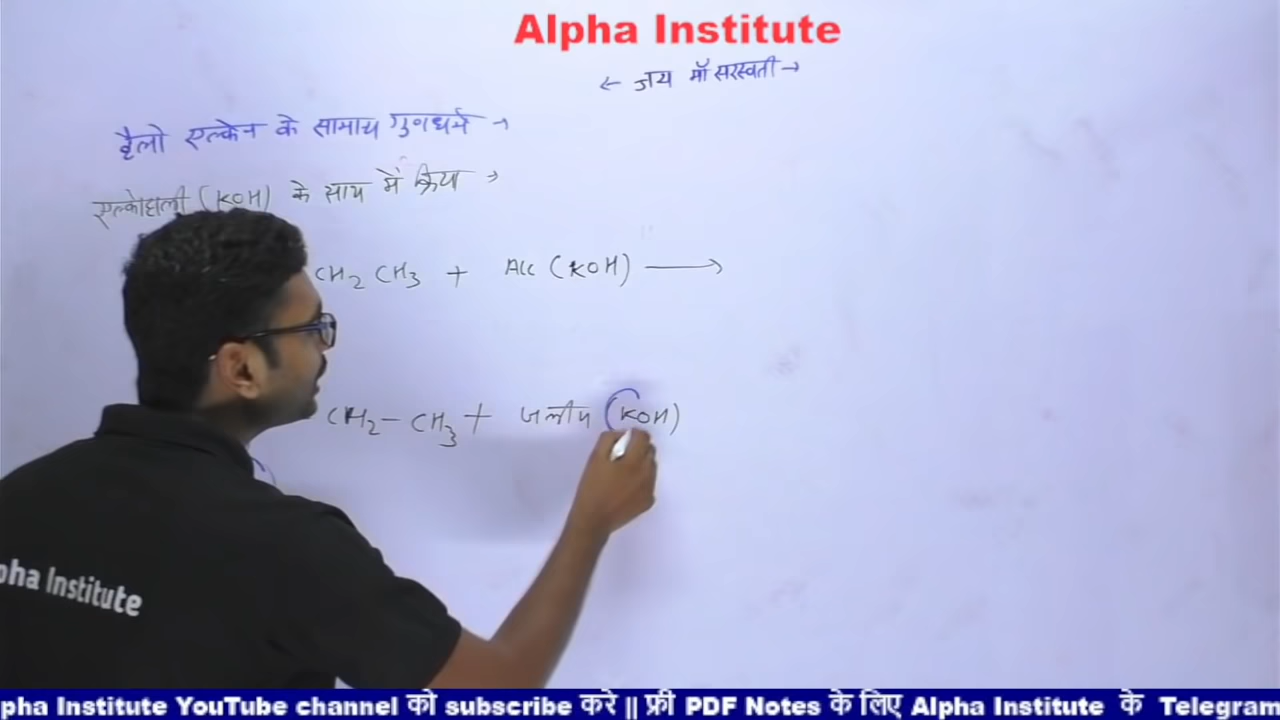 Alpha Institute
← जय माँ सरस्वती →
हैलो एल्केन के सामाय गुणधर्म →
एल्कोहाली (KOH) के साथ में क्रिया →
CH2 CH3 + Alc (KOH) ⟶
CH2 – CH3 + जलीय (KOH)
pha Institute
pha Institute YouTube channel को subscribe करे || फ्री PDF Notes के लिए Alpha Institute के Telegram